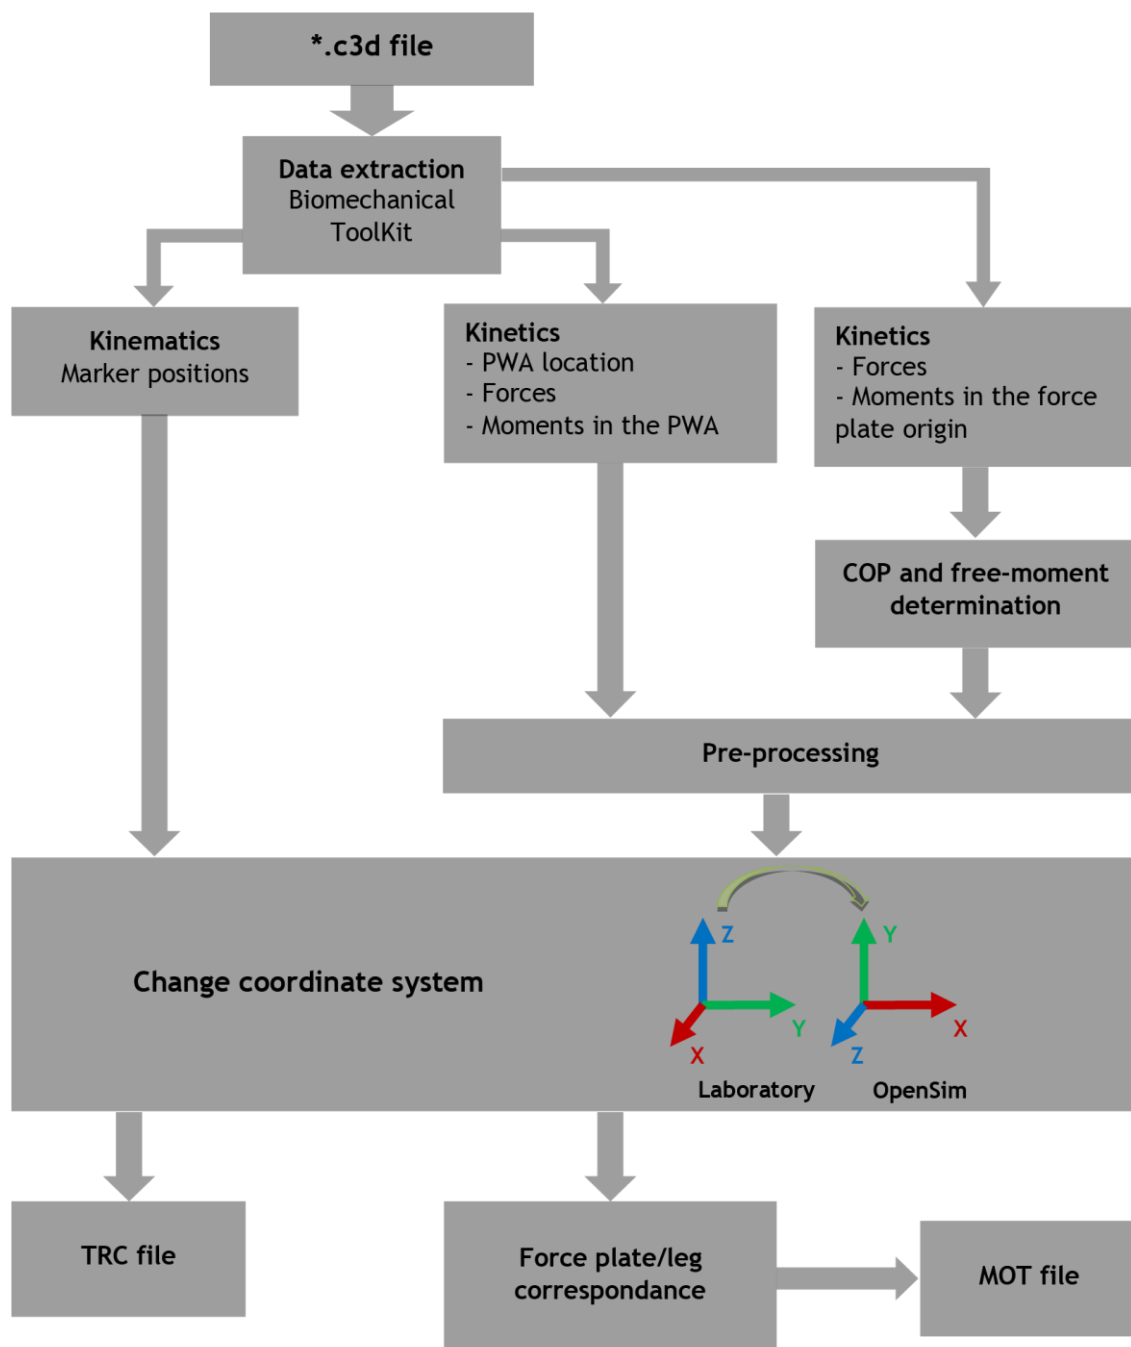 *.c3d file
Data extraction
Biomechanical
ToolKit
Kinematics
Marker positions
Kinetics
- PWA location
- Forces
- Moments in the PWA
Kinetics
- Forces
- Moments in the force
plate origin
COP and free-moment
determination
Pre-processing
Change coordinate system
Z
Y
X
Laboratory
Y
X
Z
OpenSim
TRC file
Force plate/leg
correspondance
MOT file